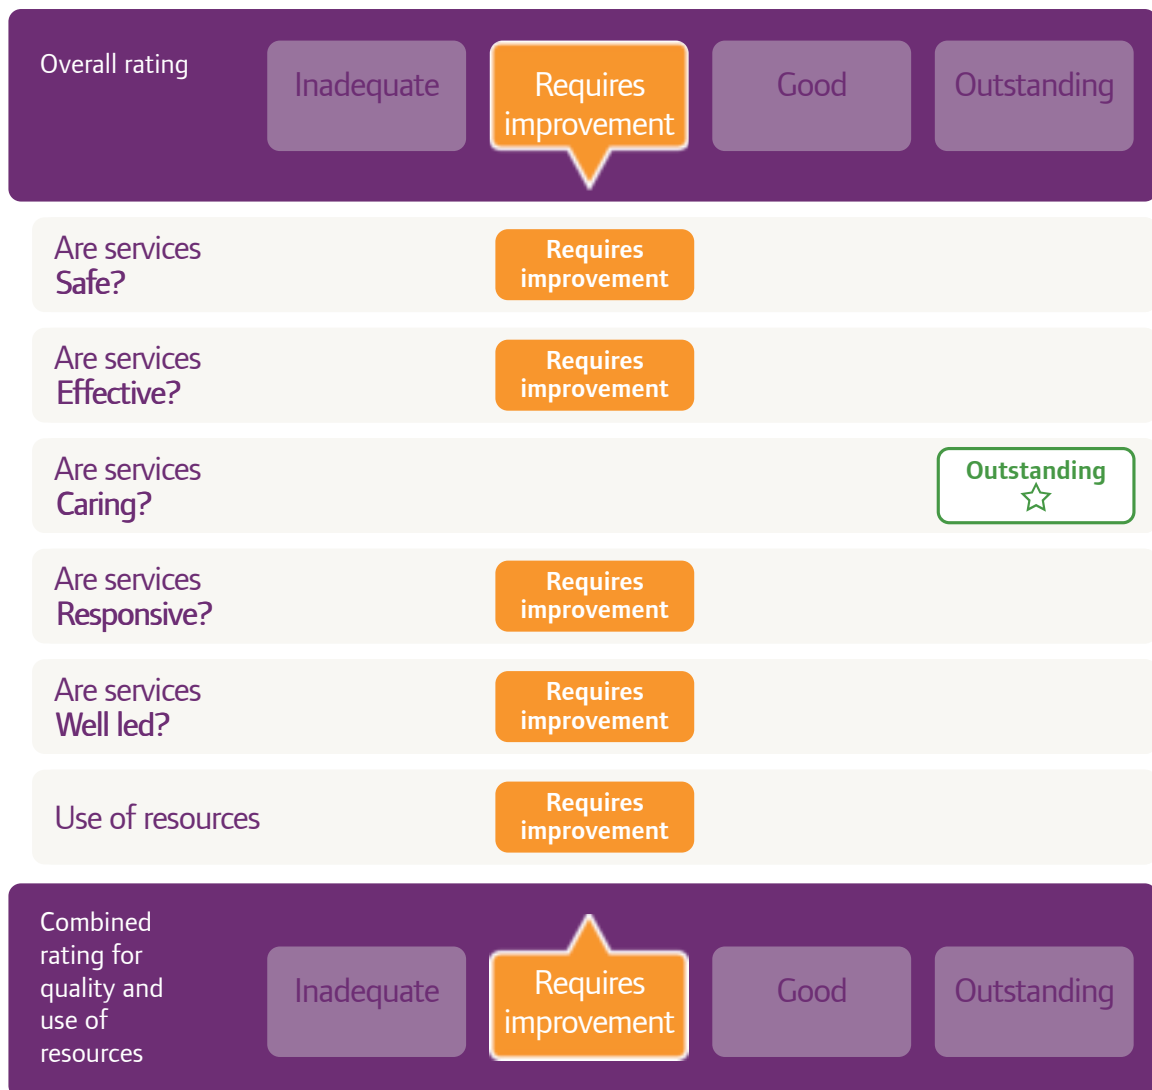 Overall rating
Inadequate
Requires
improvement
Good
Outstanding
Are services
Safe?
Requires
improvement
Are services
Effective?
Requires
improvement
Are services
Caring?
Outstanding
Are services
Responsive?
Requires
improvement
Are services
Well led?
Requires
improvement
Use of resources
Requires
improvement
Combined
rating for
quality and
use of
resources
Inadequate
Requires
improvement
Good
Outstanding